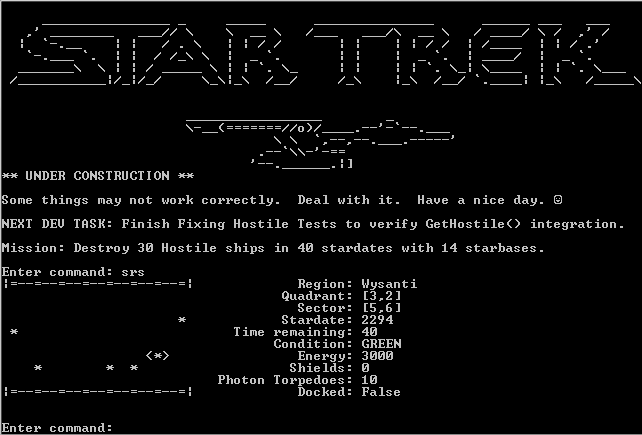 STAR TREK
** UNDER CONSTRUCTION **
Some things may not work correctly.  Deal with it.  Have a nice day. ☺
NEXT DEV TASK: Finish Fixing Hostile Tests to verify GetHostile() integration.
Mission: Destroy 30 Hostile ships in 40 stardates with 14 starbases.
Enter command: srs
Region: Wysanti
Quadrant: [3,2]
Sector: [5,6]
* Stardate: 2294
* Time remaining: 40
Condition: GREEN
<*> Energy: 3000
* * * Shields: 0
Photon Torpedoes: 10
Docked: False
Enter command: